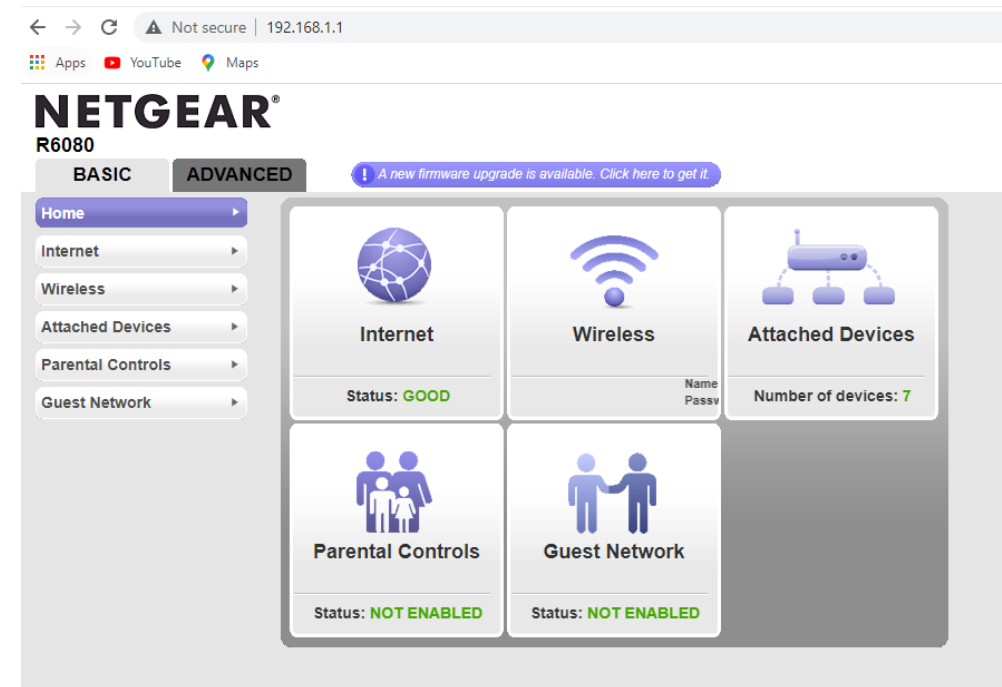 Not secure | 192.168.1.1
Apps YouTube Maps
NETGEAR®
R6080
BASIC ADVANCED
! A new firmware upgrade is available. Click here to get it.
Home
Internet
Wireless
Attached Devices
Parental Controls
Guest Network
Internet
Status: GOOD
Wireless
Name
Passw
Attached Devices
Number of devices: 7
Parental Controls
Status: NOT ENABLED
Guest Network
Status: NOT ENABLED